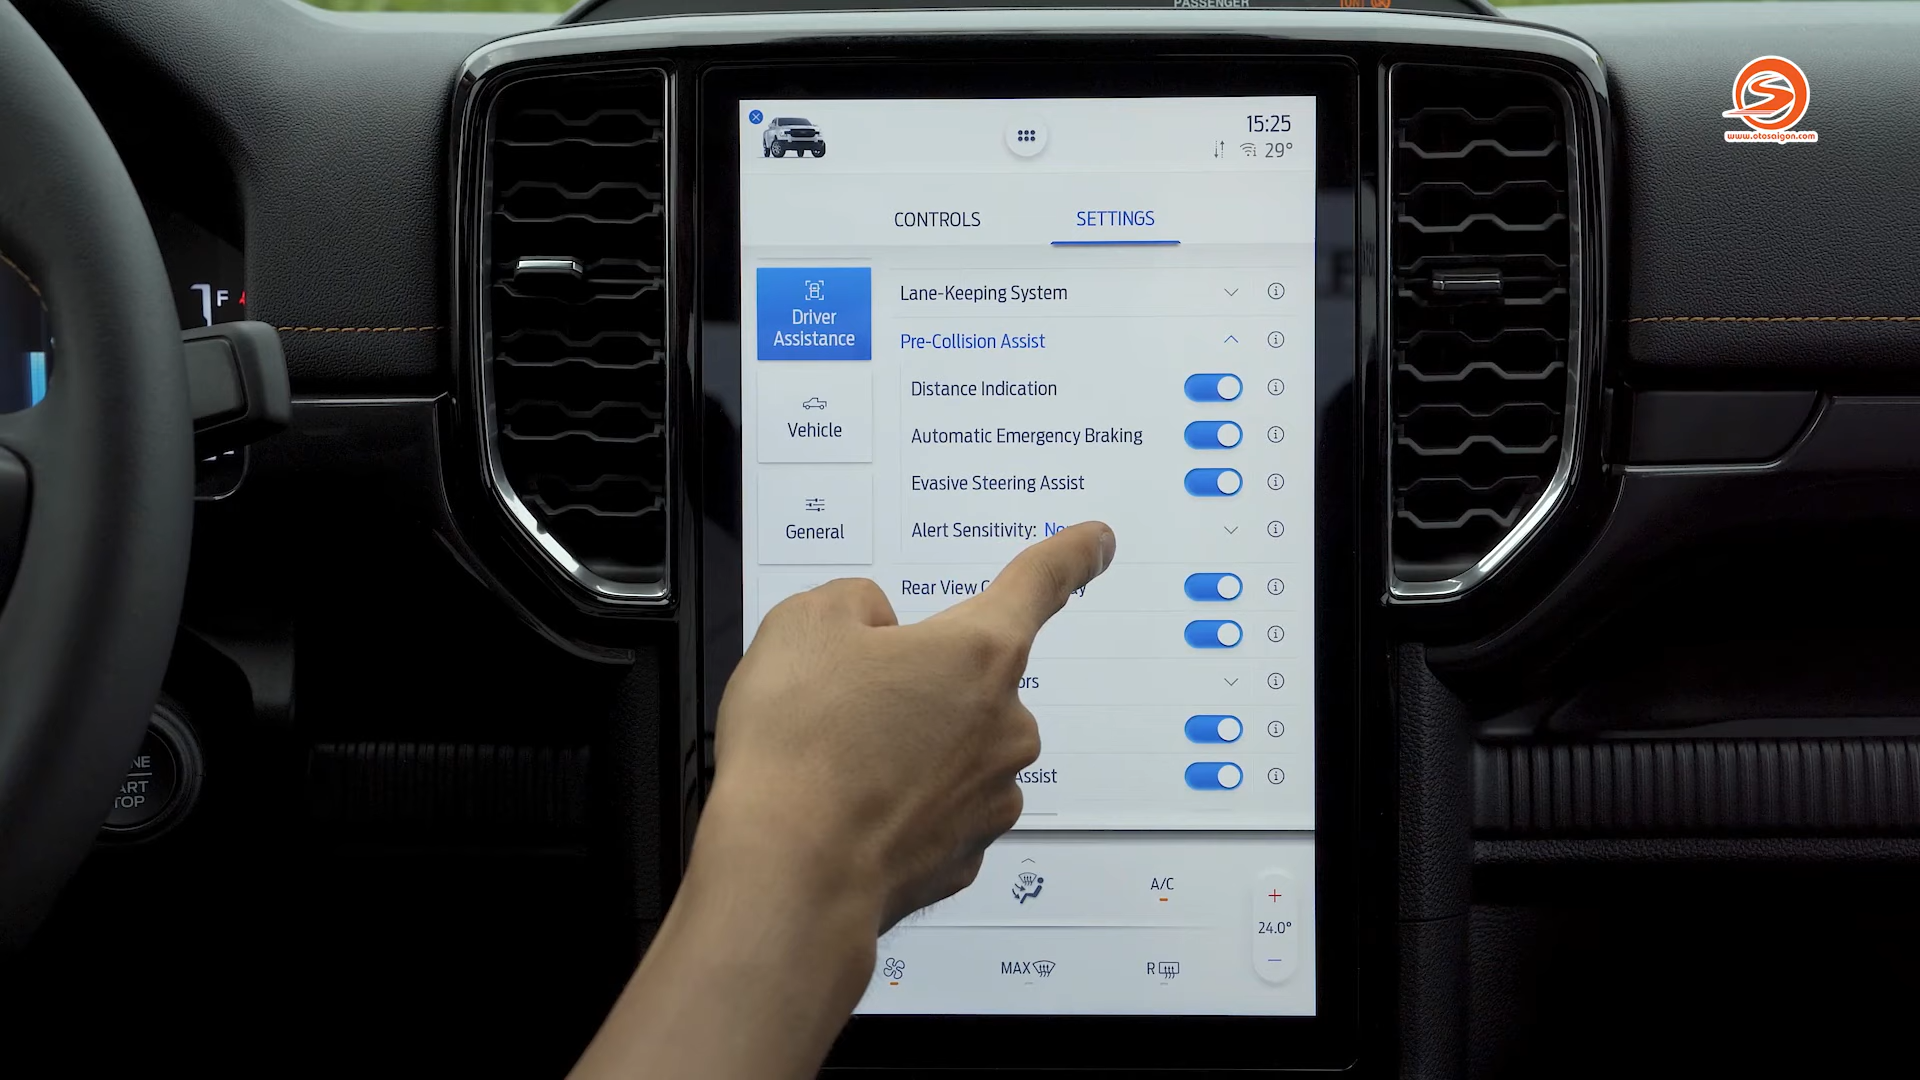 PASSENGER
www.otosaigon.com
15:25
29°
CONTROLS
SETTINGS
Driver
Assistance
Vehicle
General
Lane-Keeping System
Pre-Collision Assist
Distance Indication
Automatic Emergency Braking
Evasive Steering Assist
Alert Sensitivity:
Rear View
Assist
A/C
24.0°
MAX
R
F